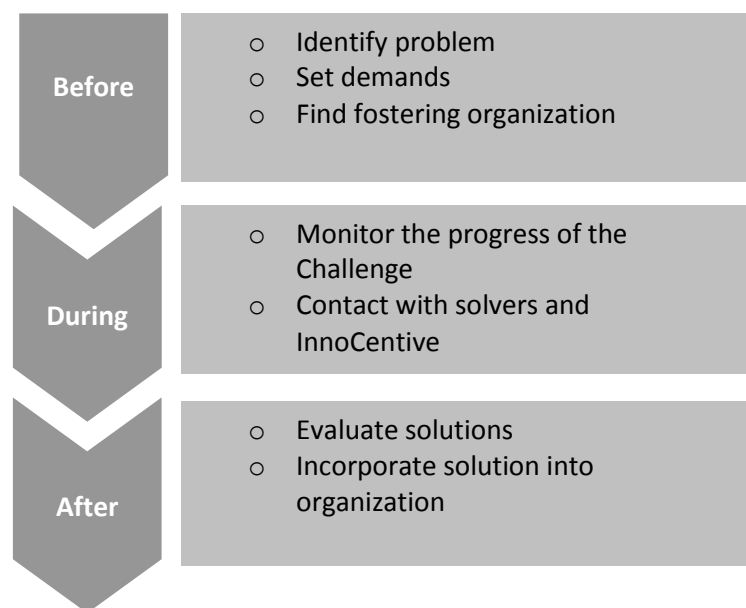 Before
o Identify problem
o Set demands
o Find fostering organization
During
o Monitor the progress of the
Challenge
o Contact with solvers and
InnoCentive
After
o Evaluate solutions
o Incorporate solution into
organization